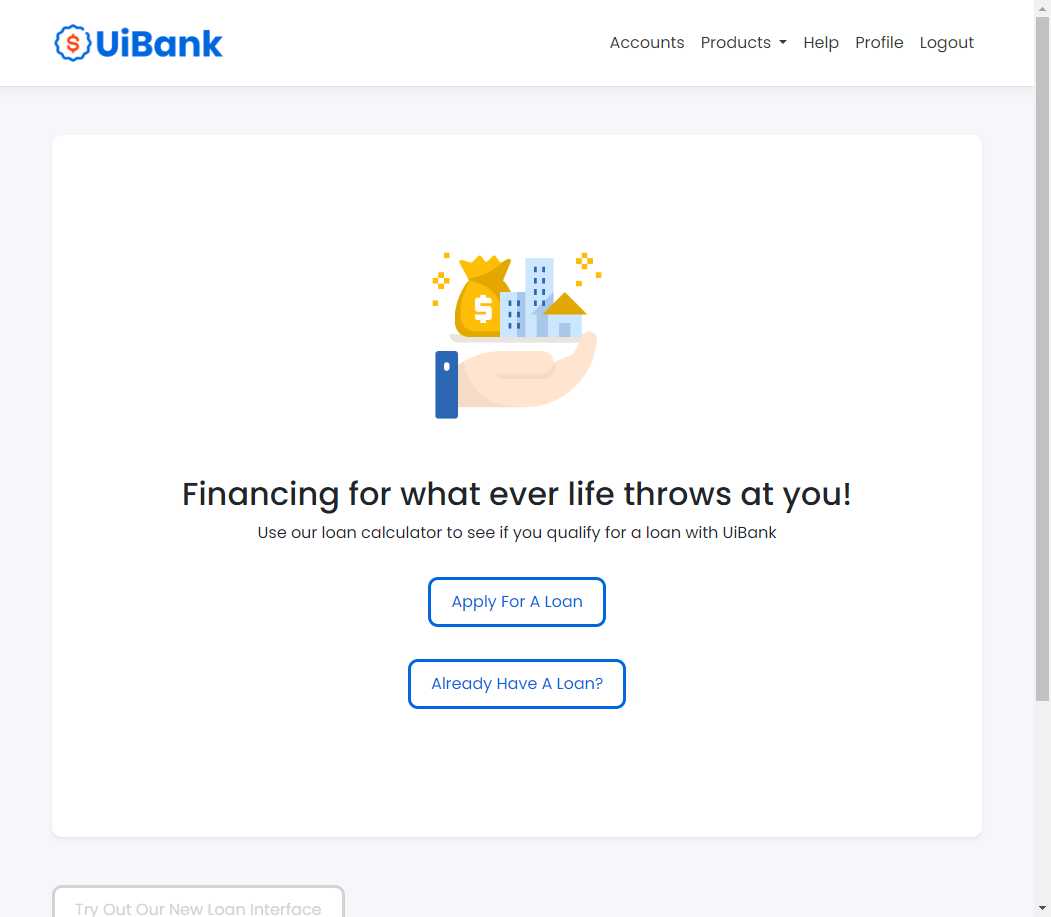 UiBank
Accounts Products Help Profile Logout
Financing for what ever life throws at you!
Use our loan calculator to see if you qualify for a loan with UiBank
Apply For A Loan
Already Have A Loan?
Try Out Our New Loan Interface